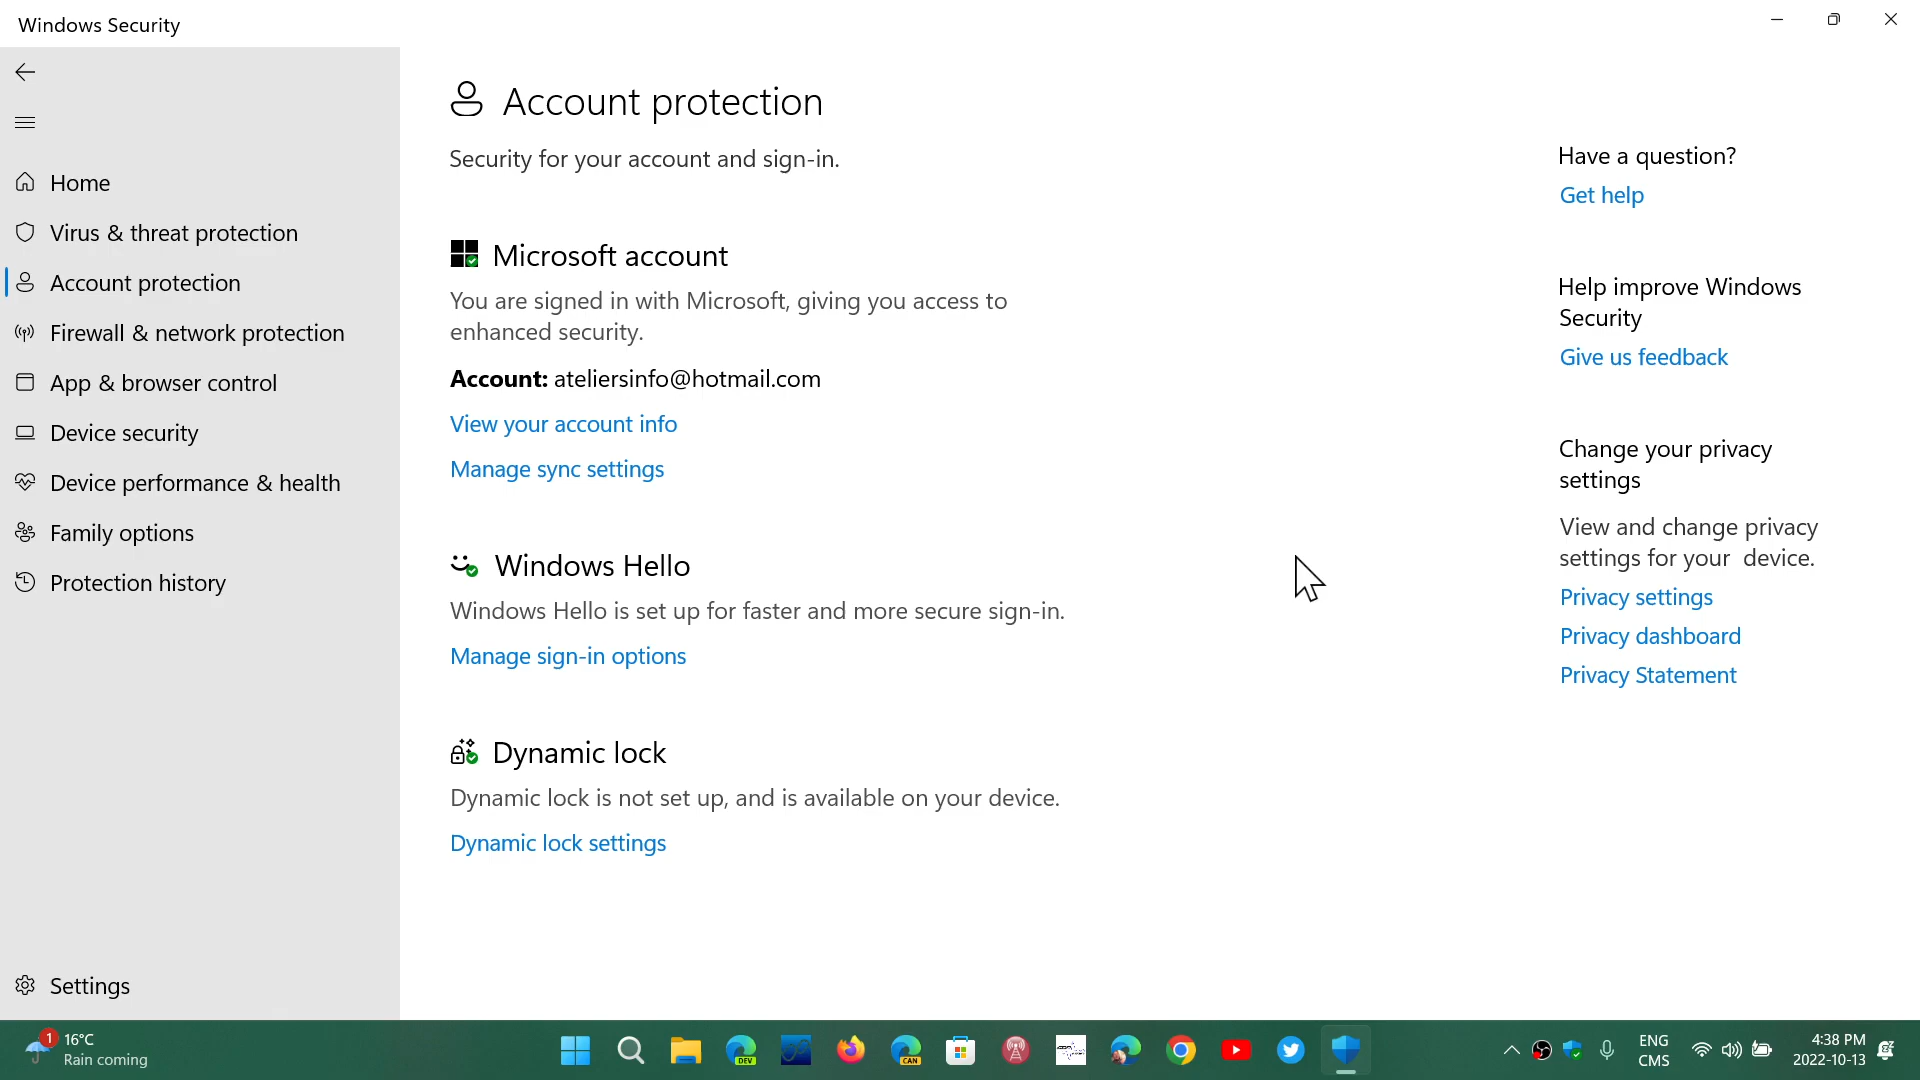 Windows Security
Home
Virus & threat protection
Account protection
Firewall & network protection
App & browser control
Device security
Device performance & health
Family options
Protection history
Settings
Account protection
Security for your account and sign-in.
Microsoft account
You are signed in with Microsoft, giving you access to
enhanced security.
Account: ateliersinfo@hotmail.com
View your account info
Manage sync settings
Windows Hello
Windows Hello is set up for faster and more secure sign-in.
Manage sign-in options
Dynamic lock
Dynamic lock is not set up, and is available on your device.
Dynamic lock settings
Have a question?
Get help
Help improve Windows
Security
Give us feedback
Change your privacy
settings
View and change privacy
settings for your device.
Privacy settings
Privacy dashboard
Privacy Statement
1
16°C
Rain coming
DEV
CAN
ENG
CMS
4:38 PM
2022-10-13